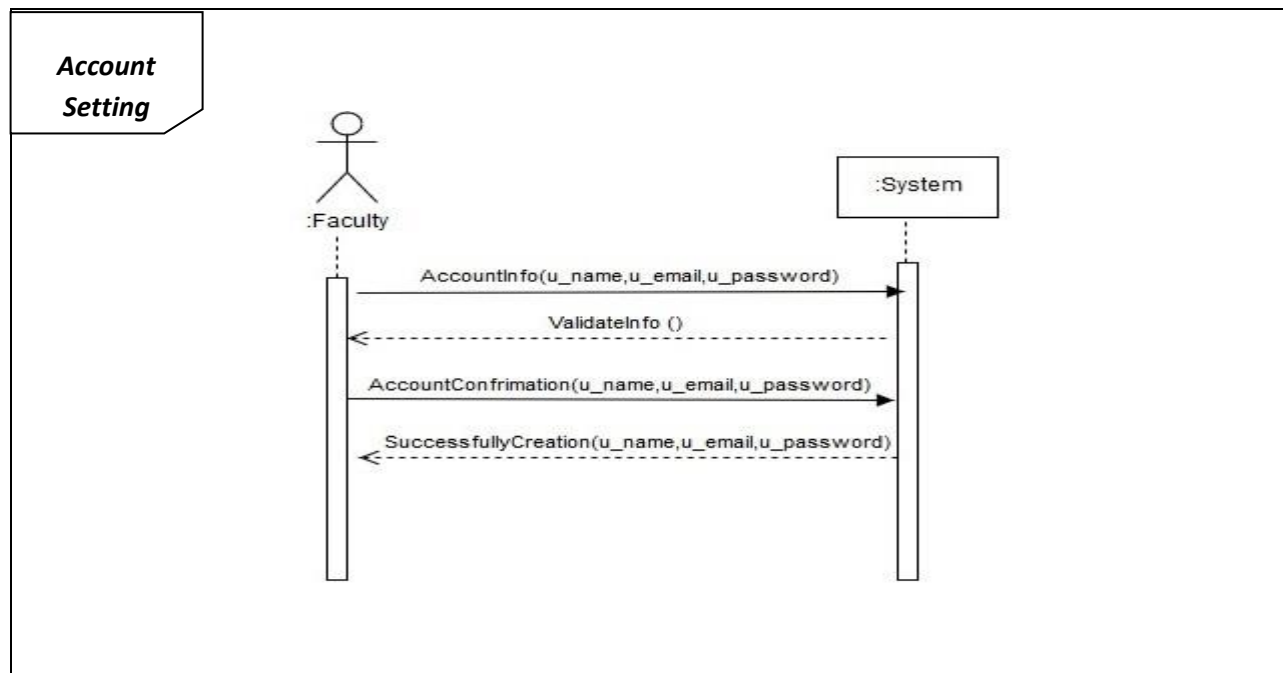 Account
Setting
:Faculty
:System
AccountInfo(u_name,u_email,u_password)
ValidateInfo ()
AccountConfrimation(u_name,u_email,u_password)
SuccessfullyCreation(u_name,u_email,u_password)